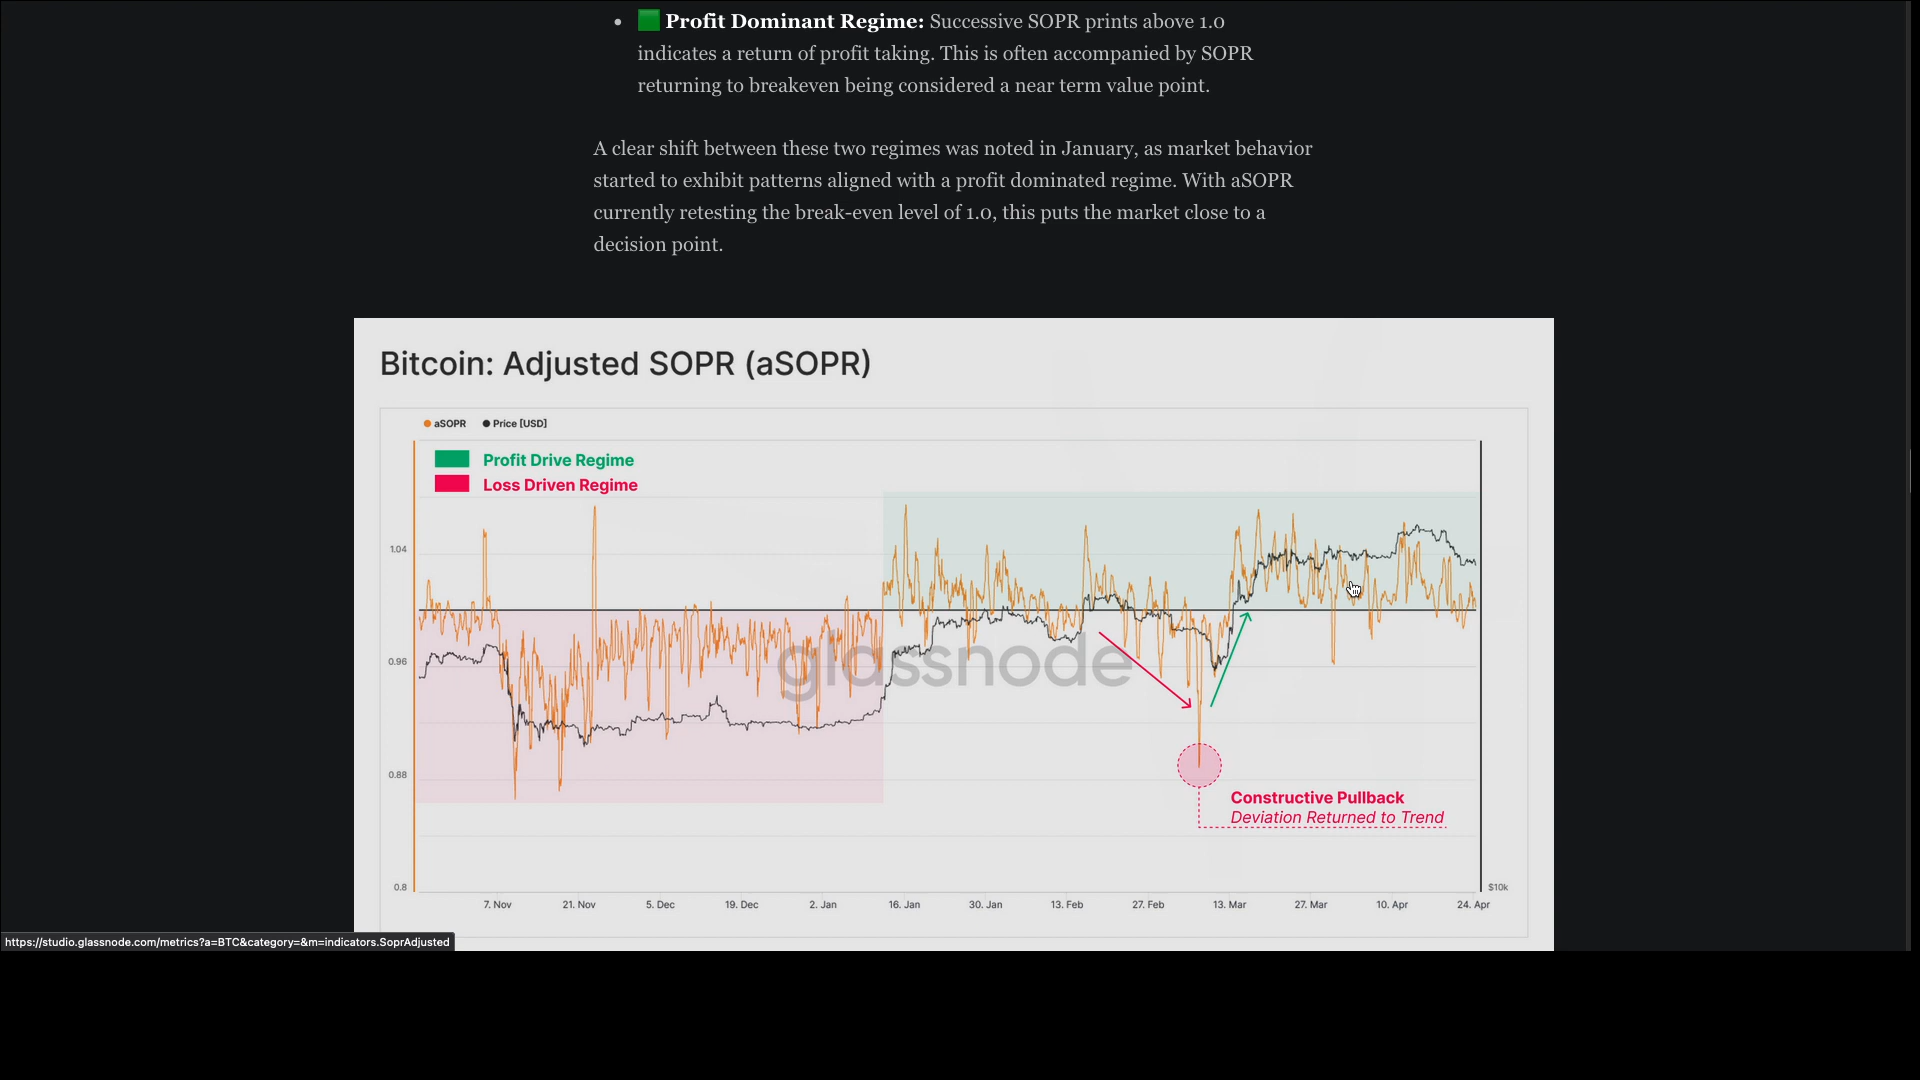 • Profit Dominant Regime: Successive SOPR prints above 1.0
indicates a return of profit taking. This is often accompanied by SOPR
returning to breakeven being considered a near term value point.
A clear shift between these two regimes was noted in January, as market behavior
started to exhibit patterns aligned with a profit dominated regime. With aSOPR
currently retesting the break-even level of 1.0, this puts the market close to a
decision point.
Bitcoin: Adjusted SOPR (aSOPR)
aSOPR Price [USD]
Profit Drive Regime
Loss Driven Regime
1.04
0.96
glassnode
0.88
Constructive Pullback
Deviation Returned to Trend
0.8
$10k
7. Nov 21. Nov 5. Dec 19. Dec 2. Jan 16. Jan 30. Jan 13. Feb 27. Feb 13. Mar 27. Mar 10. Apr 24. Apr
https://studio.glassnode.com/metrics?a=BTC&category=&m=indicators.SoprAdjusted